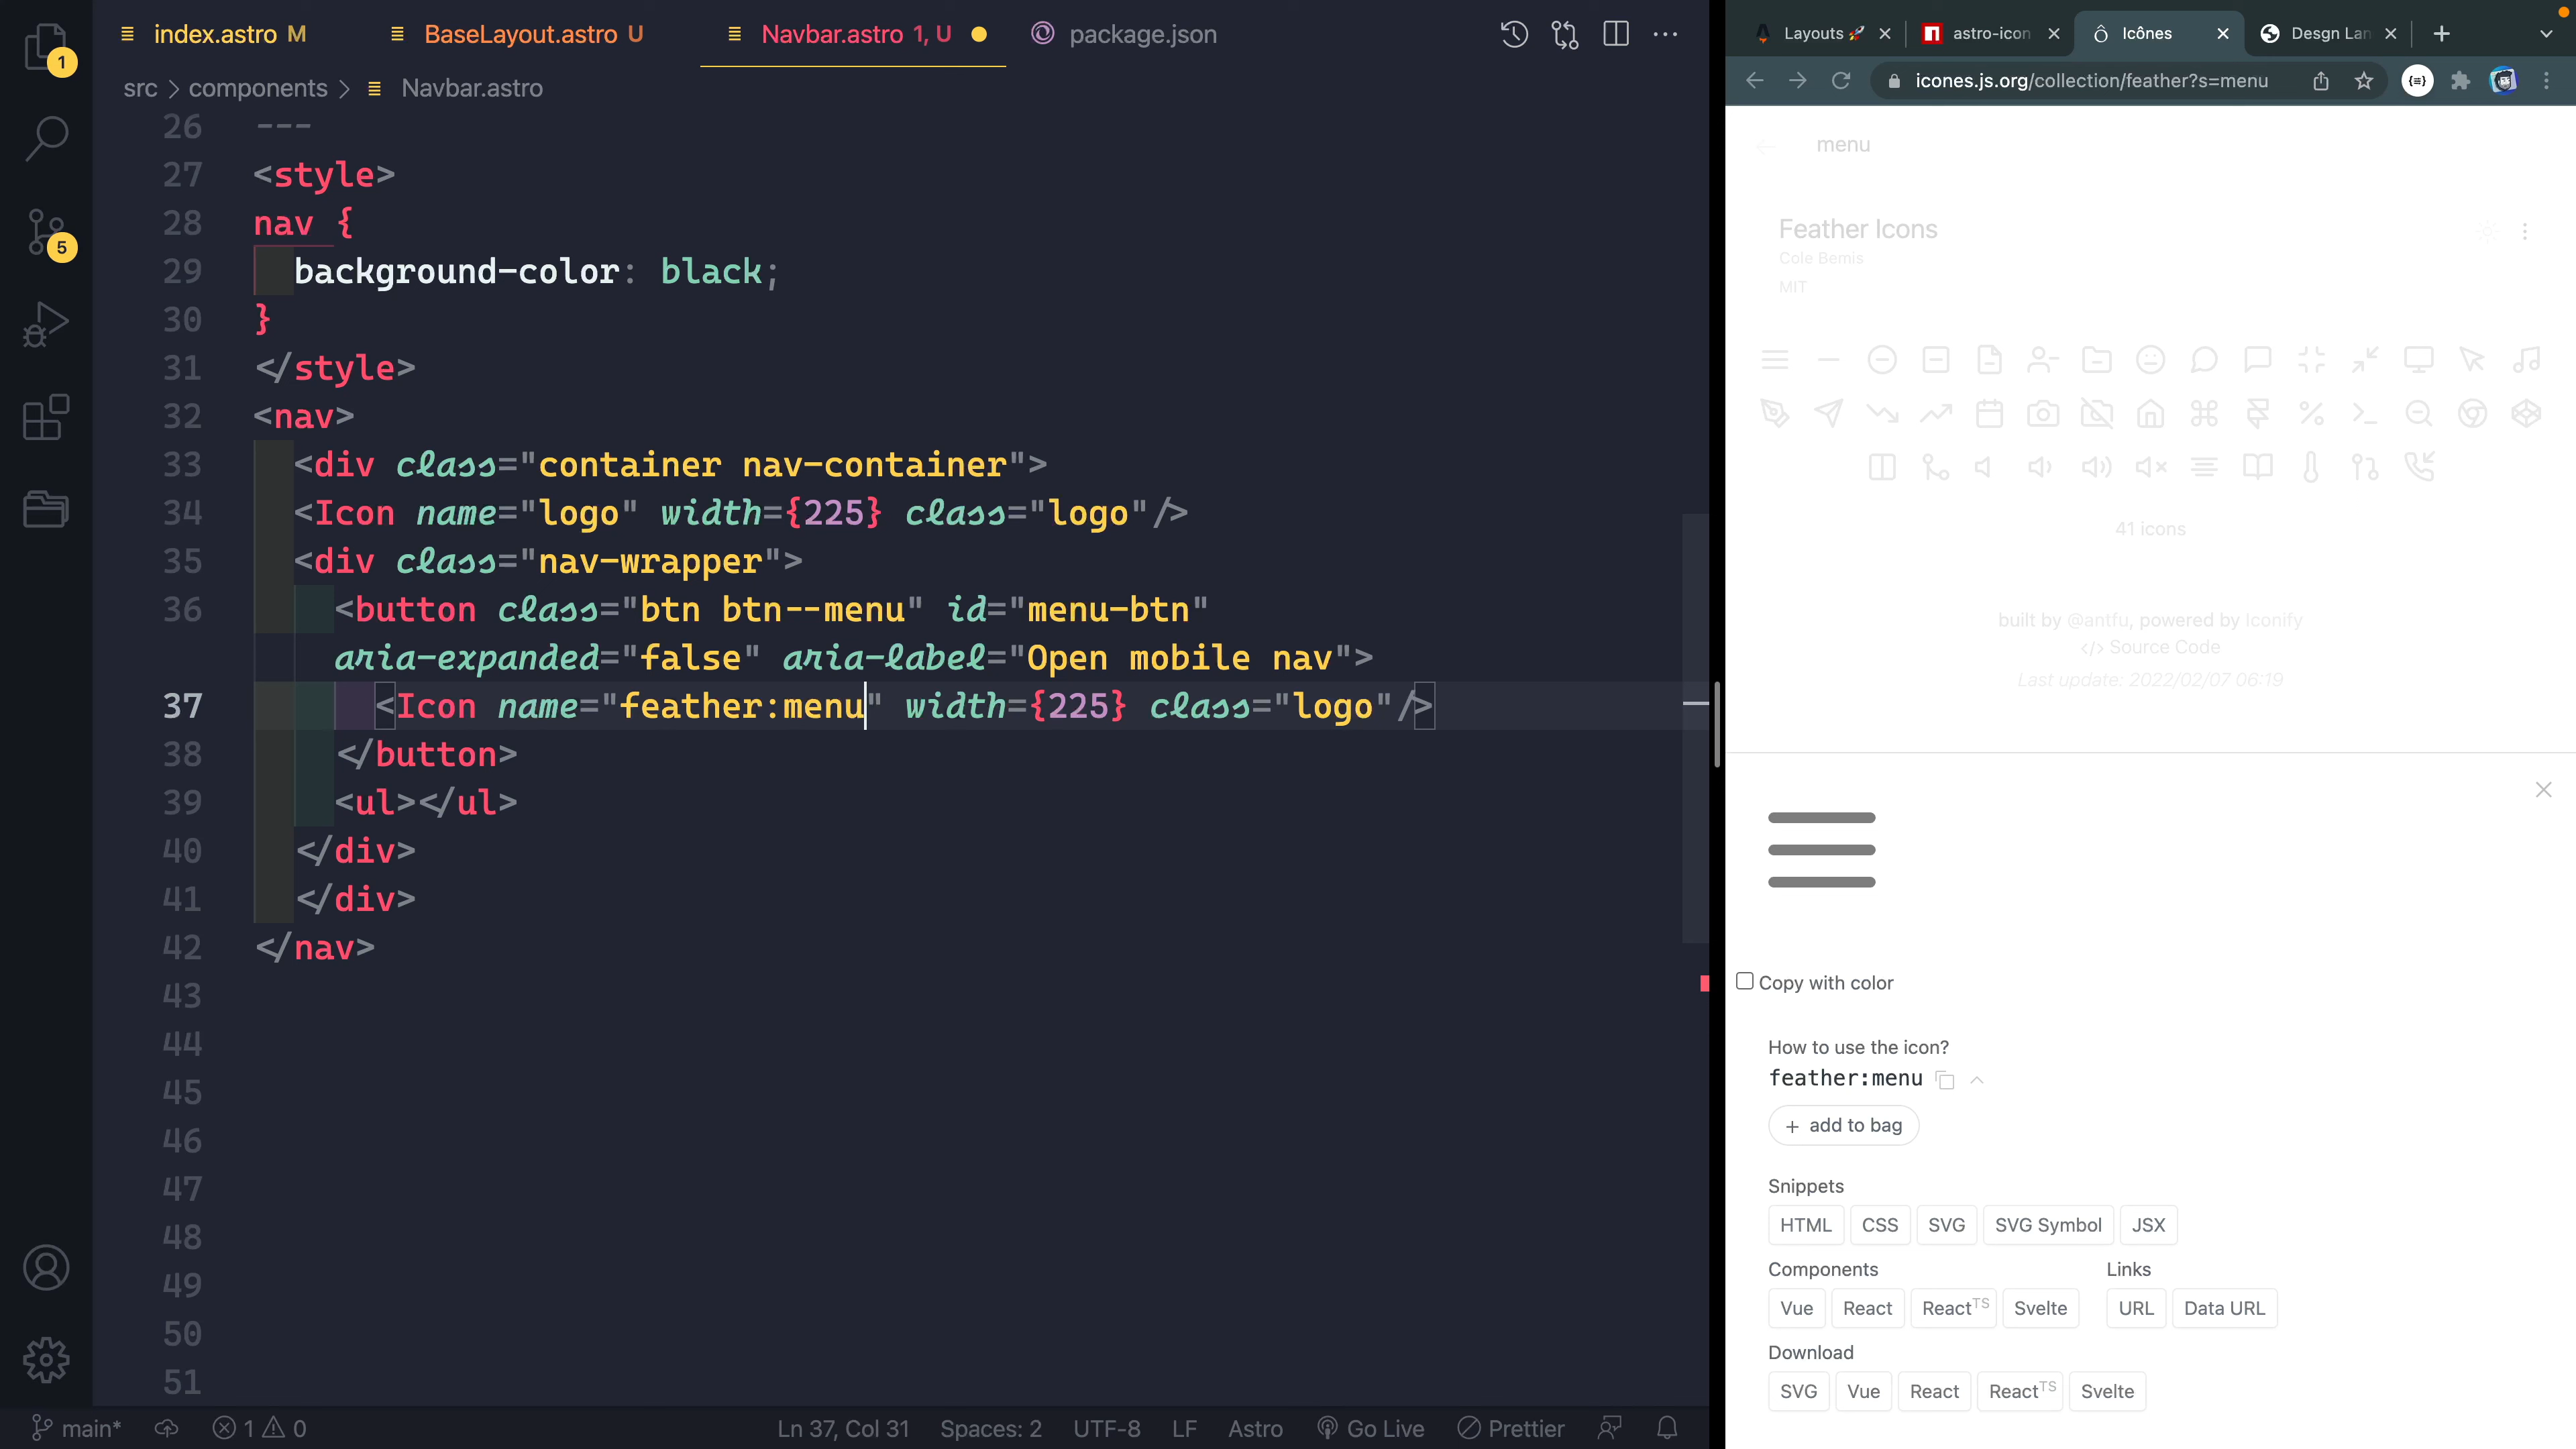 index.astro M
BaseLayout.astro U
Navbar.astro 1, U
package.json
src > components > Navbar.astro
1
5
26 ---
27 <style>
28 nav {
29 background-color: black;
30 }
31 </style>
32 <nav>
33 <div class="container nav-container">
34 <Icon name="logo" width={225} class="logo"/>
35 <div class="nav-wrapper">
36 <button class="btn btn--menu" id="menu-btn"
aria-expanded="false" aria-label="Open mobile nav">
37 <Icon name="feather:menu" width={225} class="logo"/>
38 </button>
39 <ul></ul>
40 </div>
41 </div>
42 </nav>
43
44
45
46
47
48
49
50
51
main* 1 0 Ln 37, Col 31 Spaces: 2 UTF-8 LF Astro Go Live Prettier
Layouts 🚀
astro-icon
Icônes
Desgn Lan
icones.js.org/collection/feather?s=menu
menu
Feather Icons
Cole Bemis
MIT
41 icons
built by @antfu, powered by Iconify
</> Source Code
Last update: 2022/02/07 06:19
Copy with color
How to use the icon?
feather:menu
+ add to bag
Snippets
HTML CSS SVG SVG Symbol JSX
Components Links
Vue React ReactTS Svelte URL Data URL
Download
SVG Vue React ReactTS Svelte